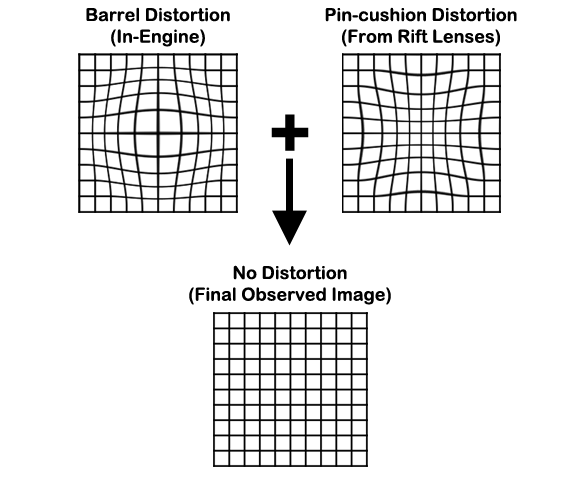 Barrel Distortion
(In-Engine)
Pin-cushion Distortion
(From Rift Lenses)
+
No Distortion
(Final Observed Image)